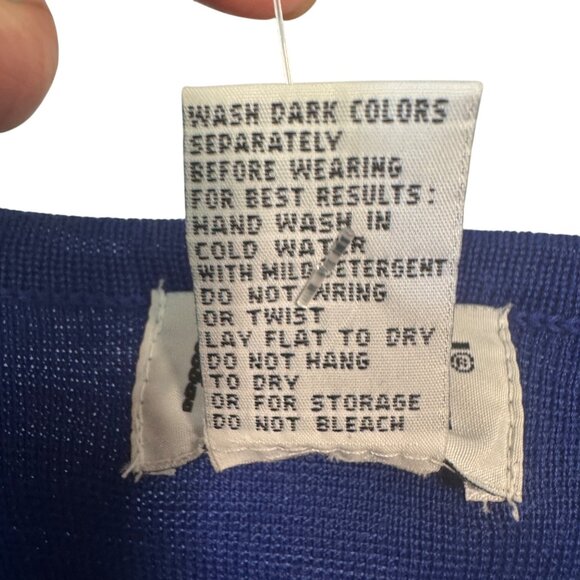 WASH DARK COLORS
SEPARATELY
BEFORE WEARING
FOR BEST RESULTS:
HAND WASH IN
COLD WATER
WITH MILD DETERGENT
DO NOT WRING
OR TWIST
LAY FLAT TO DRY
DO NOT HANG
TO DRY
OR FOR STORAGE
DO NOT BLEACH
®